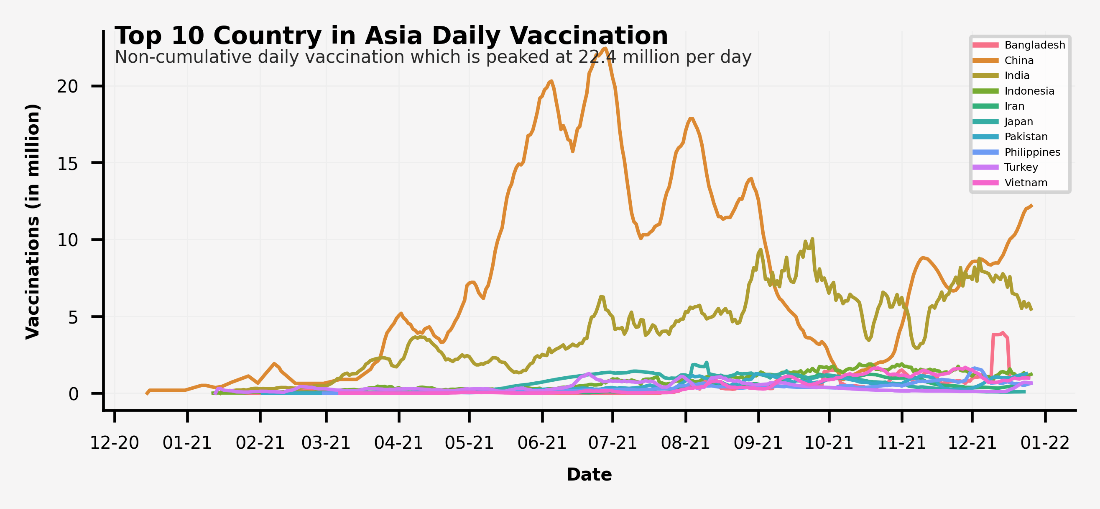 Top 10 Country in Asia Daily Vaccination
Non-cumulative daily vaccination which is peaked at 22.4 million per day
Bangladesh
China
India
Indonesia
Iran
Japan
Pakistan
Philippines
Turkey
Vietnam
Vaccinations (in million)
20
15
10
5
0
12-20 01-21 02-21 03-21 04-21 05-21 06-21 07-21 08-21 09-21 10-21 11-21 12-21 01-22
Date